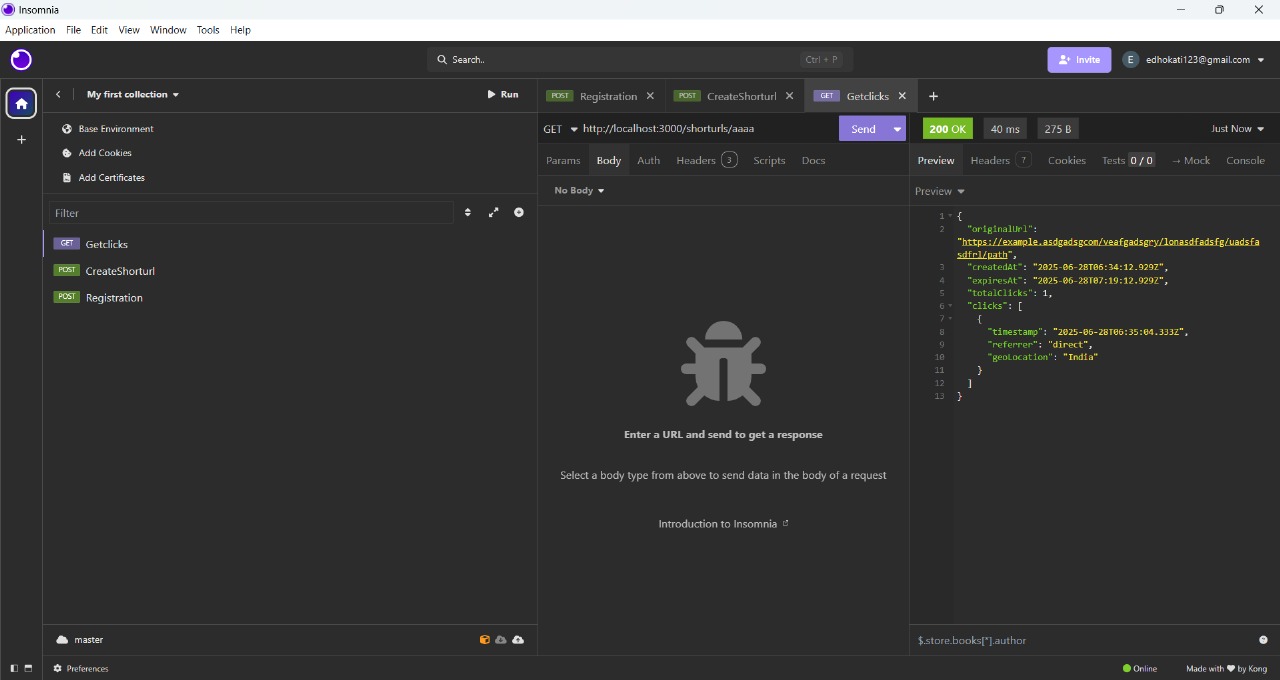 Insomnia
Application File Edit View Window Tools Help
Search.. Ctrl + P
Invite
E edhokati123@gmail.com
My first collection
Run
POST Registration
POST CreateShorturl
GET Getclicks
Base Environment
Add Cookies
Add Certificates
GET http://localhost:3000/shorturls/aaaa
Send
200 OK 40 ms 275 B Just Now
Params Body Auth Headers 3 Scripts Docs
Preview Headers 7 Cookies Tests 0 / 0 → Mock Console
No Body
Preview
Filter
GET Getclicks
POST CreateShorturl
POST Registration
Enter a URL and send to get a response
Select a body type from above to send data in the body of a request
Introduction to Insomnia
1 {
2 "originalUrl":
"https://example.asdgadsgcom/veafgadsgry/lonasdfadsfg/uadsfa
sdfrl/path",
3 "createdAt": "2025-06-28T06:34:12.929Z",
4 "expiresAt": "2025-06-28T07:19:12.929Z",
5 "totalClicks": 1,
6 "clicks": [
7 {
8 "timestamp": "2025-06-28T06:35:04.333Z",
9 "referrer": "direct",
10 "geoLocation": "India"
11 }
12 ]
13 }
master
$.store.books[*].author
Preferences
Online
Made with ♥ by Kong